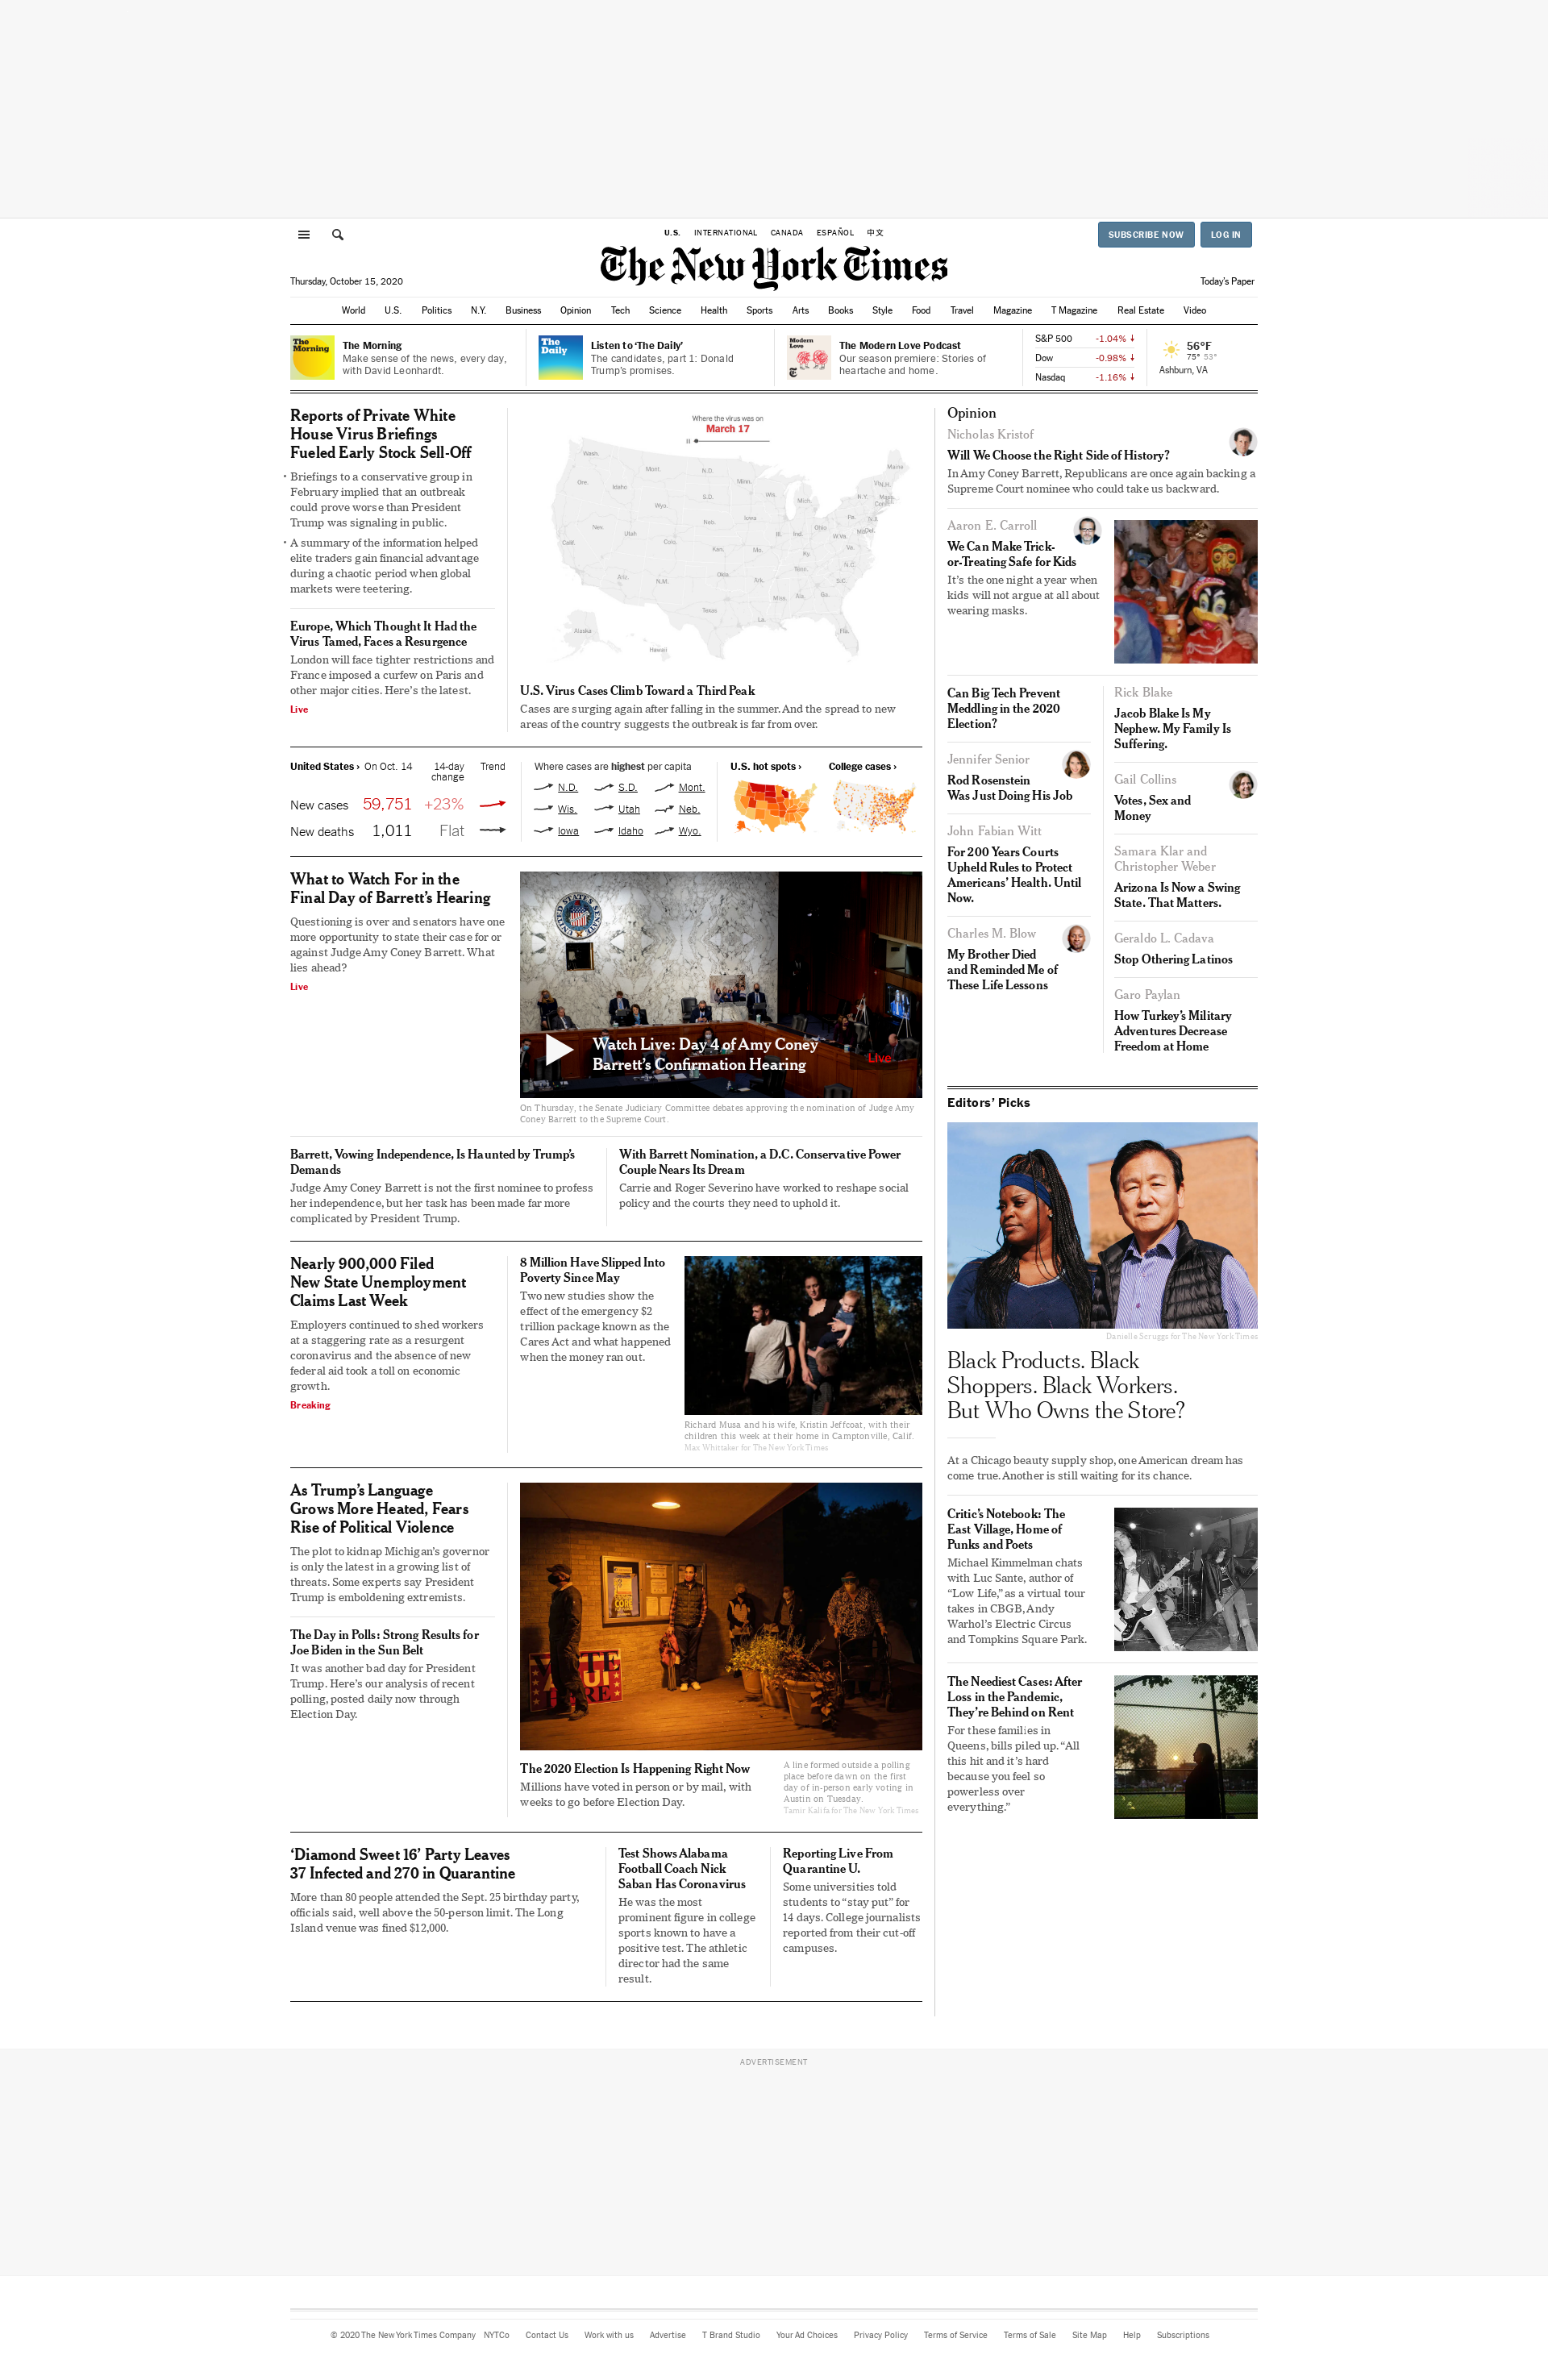 U.S. INTERNATIONAL CANADA ESPAÑOL 中文
SUBSCRIBE NOW LOG IN
The New York Times
Thursday, October 15, 2020
Today's Paper
World U.S. Politics N.Y. Business Opinion Tech Science Health Sports Arts Books Style Food Travel Magazine T Magazine Real Estate Video
The Morning
The Morning
Make sense of the news, every day,
with David Leonhardt.
The Daily
Listen to ‘The Daily’
The candidates, part 1: Donald
Trump's promises.
Modern Love
The Modern Love Podcast
Our season premiere: Stories of
heartache and home.
S&P 500 -1.04%
Dow -0.98%
Nasdaq -1.16%
56°F
75° 53°
Ashburn, VA
Reports of Private White
House Virus Briefings
Fueled Early Stock Sell-Off
Briefings to a conservative group in
February implied that an outbreak
could prove worse than President
Trump was signaling in public.
A summary of the information helped
elite traders gain financial advantage
during a chaotic period when global
markets were teetering.
Europe, Which Thought It Had the
Virus Tamed, Faces a Resurgence
London will face tighter restrictions and
France imposed a curfew on Paris and
other major cities. Here's the latest.
Live
Where the virus was on
March 17
Wash.
Mont.
N.D.
Minn.
Maine
Ore.
Idaho
S.D.
Wis.
Mich.
N.Y.
Wyo.
Iowa
Neb.
Pa.
N.J.
Nev.
Utah
Colo.
Ill.
Ind.
Ohio
W.Va.
Calif.
Kan.
Mo.
Ky.
Va.
Ariz.
N.M.
Okla.
Ark.
Tenn.
N.C.
S.C.
Texas
Miss.
Ala.
Ga.
La.
Fla.
Alaska
Hawaii
U.S. Virus Cases Climb Toward a Third Peak
Cases are surging again after falling in the summer. And the spread to new
areas of the country suggests the outbreak is far from over.
United States › On Oct. 14 14-day change Trend
New cases 59,751 +23%
New deaths 1,011 Flat
Where cases are highest per capita
N.D. S.D. Mont.
Wis. Utah Neb.
Iowa Idaho Wyo.
U.S. hot spots › College cases ›
What to Watch For in the
Final Day of Barrett’s Hearing
Questioning is over and senators have one
more opportunity to state their case for or
against Judge Amy Coney Barrett. What
lies ahead?
Live
UNITED STATES SENATE
Watch Live: Day 4 of Amy Coney
Barrett’s Confirmation Hearing
Live
On Thursday, the Senate Judiciary Committee debates approving the nomination of Judge Amy
Coney Barrett to the Supreme Court.
Barrett, Vowing Independence, Is Haunted by Trump’s
Demands
Judge Amy Coney Barrett is not the first nominee to profess
her independence, but her task has been made far more
complicated by President Trump.
With Barrett Nomination, a D.C. Conservative Power
Couple Nears Its Dream
Carrie and Roger Severino have worked to reshape social
policy and the courts they need to uphold it.
Nearly 900,000 Filed
New State Unemployment
Claims Last Week
Employers continued to shed workers
at a staggering rate as a resurgent
coronavirus and the absence of new
federal aid took a toll on economic
growth.
Breaking
8 Million Have Slipped Into
Poverty Since May
Two new studies show the
effect of the emergency $2
trillion package known as the
Cares Act and what happened
when the money ran out.
Richard Musa and his wife, Kristin Jeffcoat, with their
children this week at their home in Camptonville, Calif.
Max Whittaker for The New York Times
As Trump’s Language
Grows More Heated, Fears
Rise of Political Violence
The plot to kidnap Michigan’s governor
is only the latest in a growing list of
threats. Some experts say President
Trump is emboldening extremists.
The Day in Polls: Strong Results for
Joe Biden in the Sun Belt
It was another bad day for President
Trump. Here’s our analysis of recent
polling, posted daily now through
Election Day.
VOTE
AQUI
HERE
The 2020 Election Is Happening Right Now
Millions have voted in person or by mail, with
weeks to go before Election Day.
A line formed outside a polling
place before dawn on the first
day of in-person early voting in
Austin on Tuesday.
Tamir Kalifa for The New York Times
‘Diamond Sweet 16’ Party Leaves
37 Infected and 270 in Quarantine
More than 80 people attended the Sept. 25 birthday party,
officials said, well above the 50-person limit. The Long
Island venue was fined $12,000.
Test Shows Alabama
Football Coach Nick
Saban Has Coronavirus
He was the most
prominent figure in college
sports known to have a
positive test. The athletic
director had the same
result.
Reporting Live From
Quarantine U.
Some universities told
students to “stay put” for
14 days. College journalists
reported from their cut-off
campuses.
Opinion
Nicholas Kristof
Will We Choose the Right Side of History?
In Amy Coney Barrett, Republicans are once again backing a
Supreme Court nominee who could take us backward.
Aaron E. Carroll
We Can Make Trick-
or-Treating Safe for Kids
It’s the one night a year when
kids will not argue at all about
wearing masks.
Can Big Tech Prevent
Meddling in the 2020
Election?
Jennifer Senior
Rod Rosenstein
Was Just Doing His Job
John Fabian Witt
For 200 Years Courts
Upheld Rules to Protect
Americans’ Health. Until
Now.
Charles M. Blow
My Brother Died
and Reminded Me of
These Life Lessons
Rick Blake
Jacob Blake Is My
Nephew. My Family Is
Suffering.
Gail Collins
Votes, Sex and
Money
Samara Klar and
Christopher Weber
Arizona Is Now a Swing
State. That Matters.
Geraldo L. Cadava
Stop Othering Latinos
Garo Paylan
How Turkey’s Military
Adventures Decrease
Freedom at Home
Editors’ Picks
Danielle Scruggs for The New York Times
Black Products. Black
Shoppers. Black Workers.
But Who Owns the Store?
At a Chicago beauty supply shop, one American dream has
come true. Another is still waiting for its chance.
Critic’s Notebook: The
East Village, Home of
Punks and Poets
Michael Kimmelman chats
with Luc Sante, author of
“Low Life,” as a virtual tour
takes in CBGB, Andy
Warhol’s Electric Circus
and Tompkins Square Park.
The Neediest Cases: After
Loss in the Pandemic,
They’re Behind on Rent
For these families in
Queens, bills piled up. “All
this hit and it’s hard
because you feel so
powerless over
everything.”
ADVERTISEMENT
© 2020 The New York Times Company NYTCo Contact Us Work with us Advertise T Brand Studio Your Ad Choices Privacy Policy Terms of Service Terms of Sale Site Map Help Subscriptions